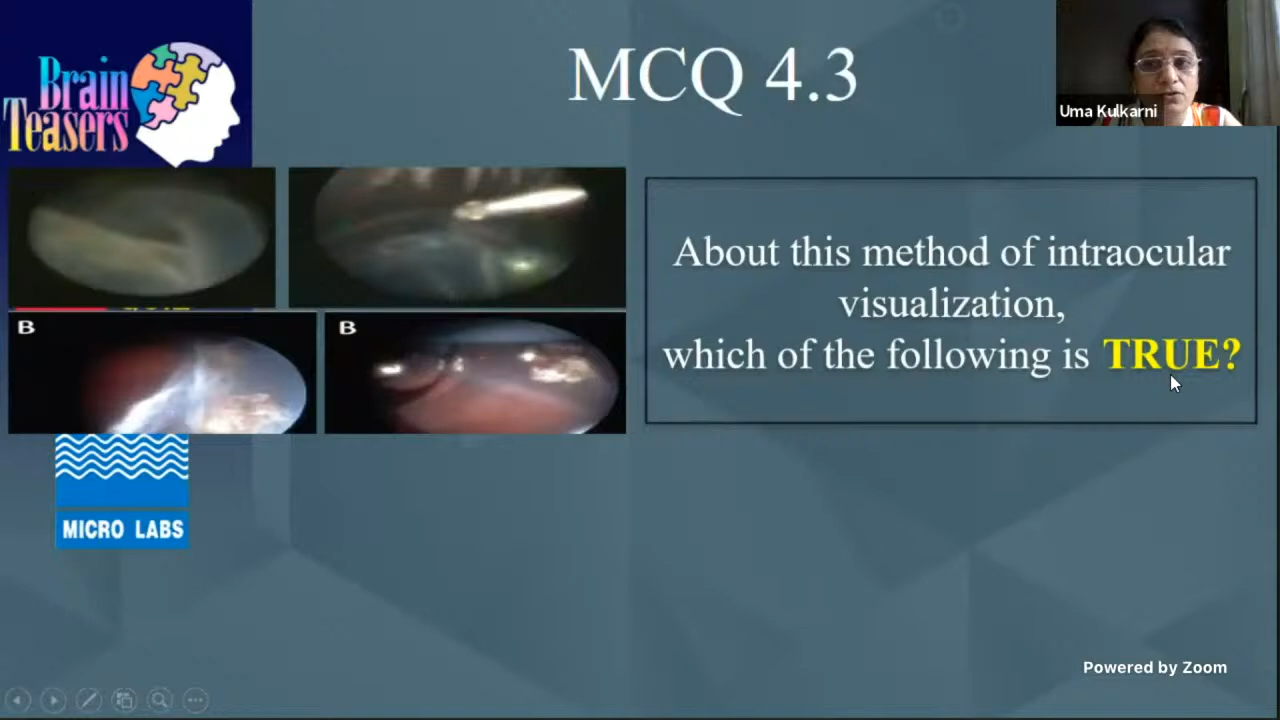 Brain
Teasers
MCQ 4.3
Uma Kulkarni
About this method of intraocular
visualization,
which of the following is TRUE?
B
B
MICRO LABS
Powered by Zoom